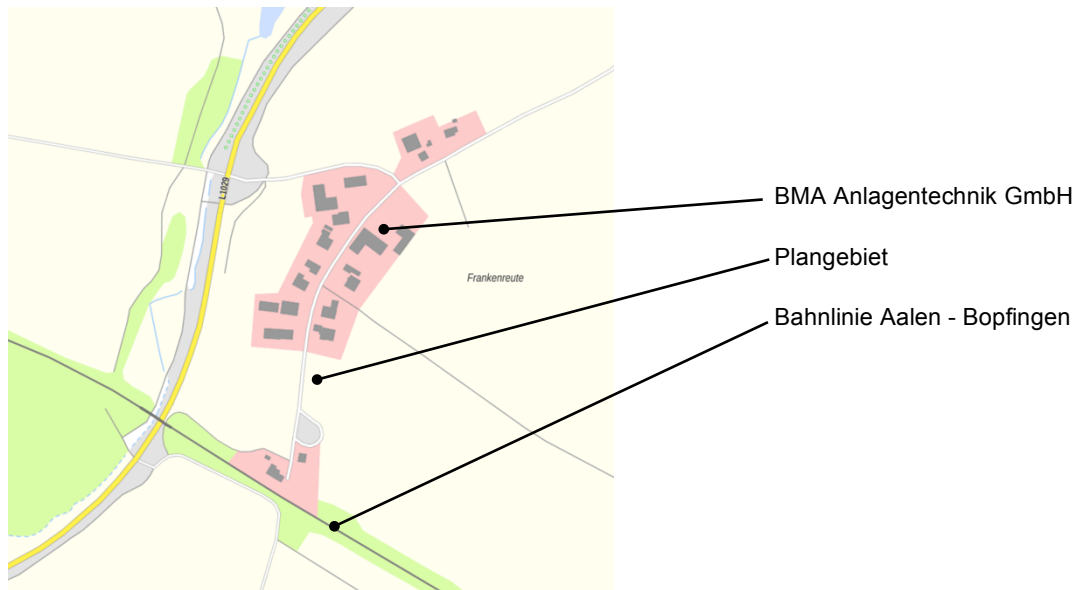 L1029
BMA Anlagentechnik GmbH
Plangebiet
Frankenreute
Bahnlinie Aalen - Bopfingen